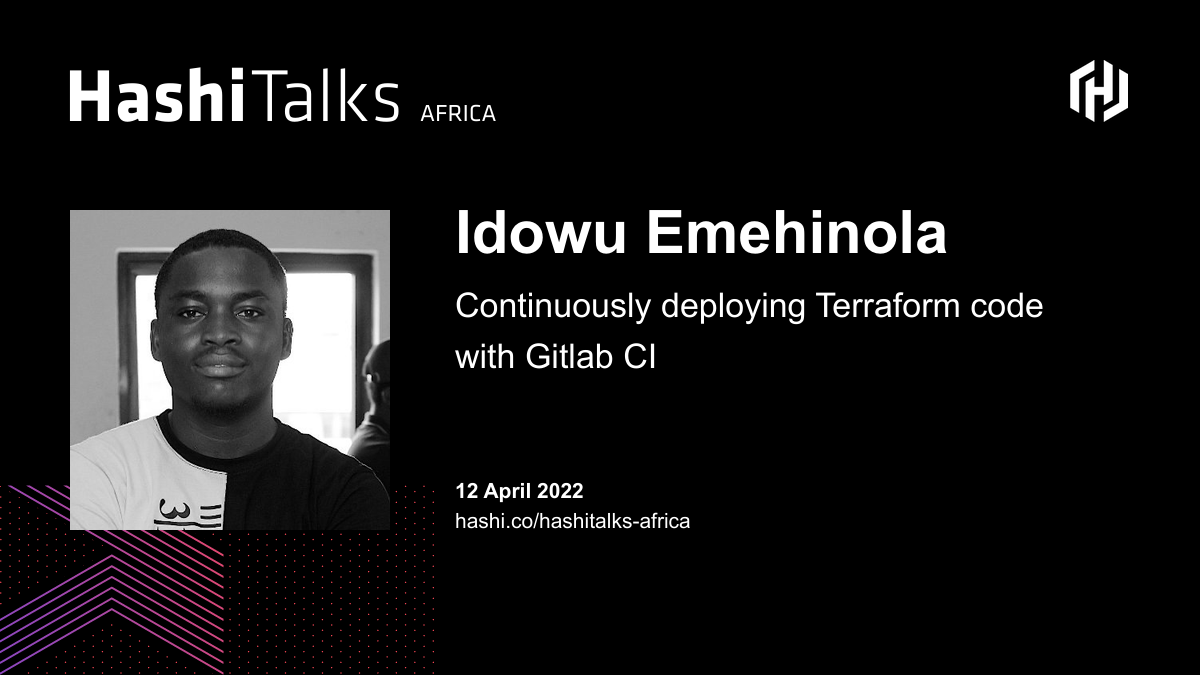 HashiTalks AFRICA
Idowu Emehinola
Continuously deploying Terraform code
with Gitlab CI
12 April 2022
hashi.co/hashitalks-africa